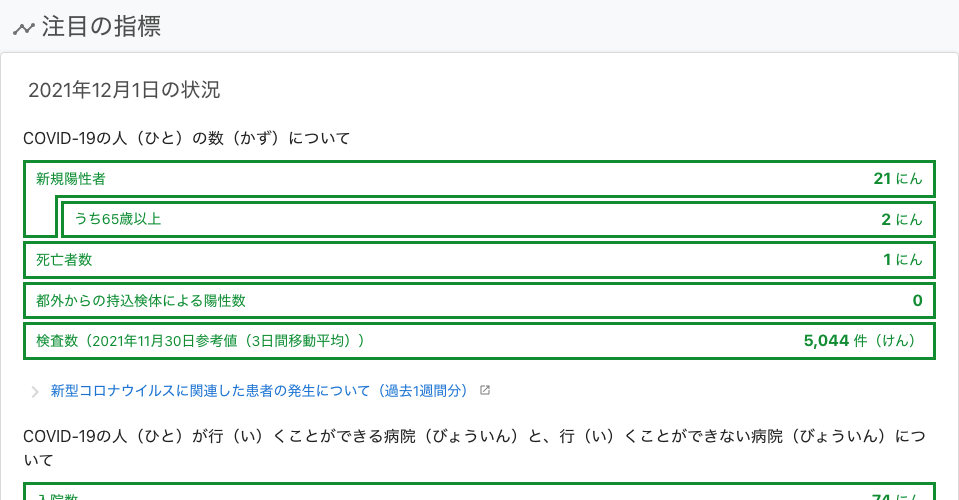 注目の指標
2021年12月1日の状況
COVID-19の人（ひと）の数（かず）について
新規陽性者 21 にん
うち65歳以上 2 にん
死亡者数 1 にん
都外からの持込検体による陽性数 0
検査数（2021年11月30日参考値（3日間移動平均）） 5,044 件（けん）
新型コロナウイルスに関連した患者の発生について（過去1週間分）
COVID-19の人（ひと）が行（い）くことができる病院（びょういん）と、行（い）くことができない病院（びょういん）につ
いて
入院数 74 にん